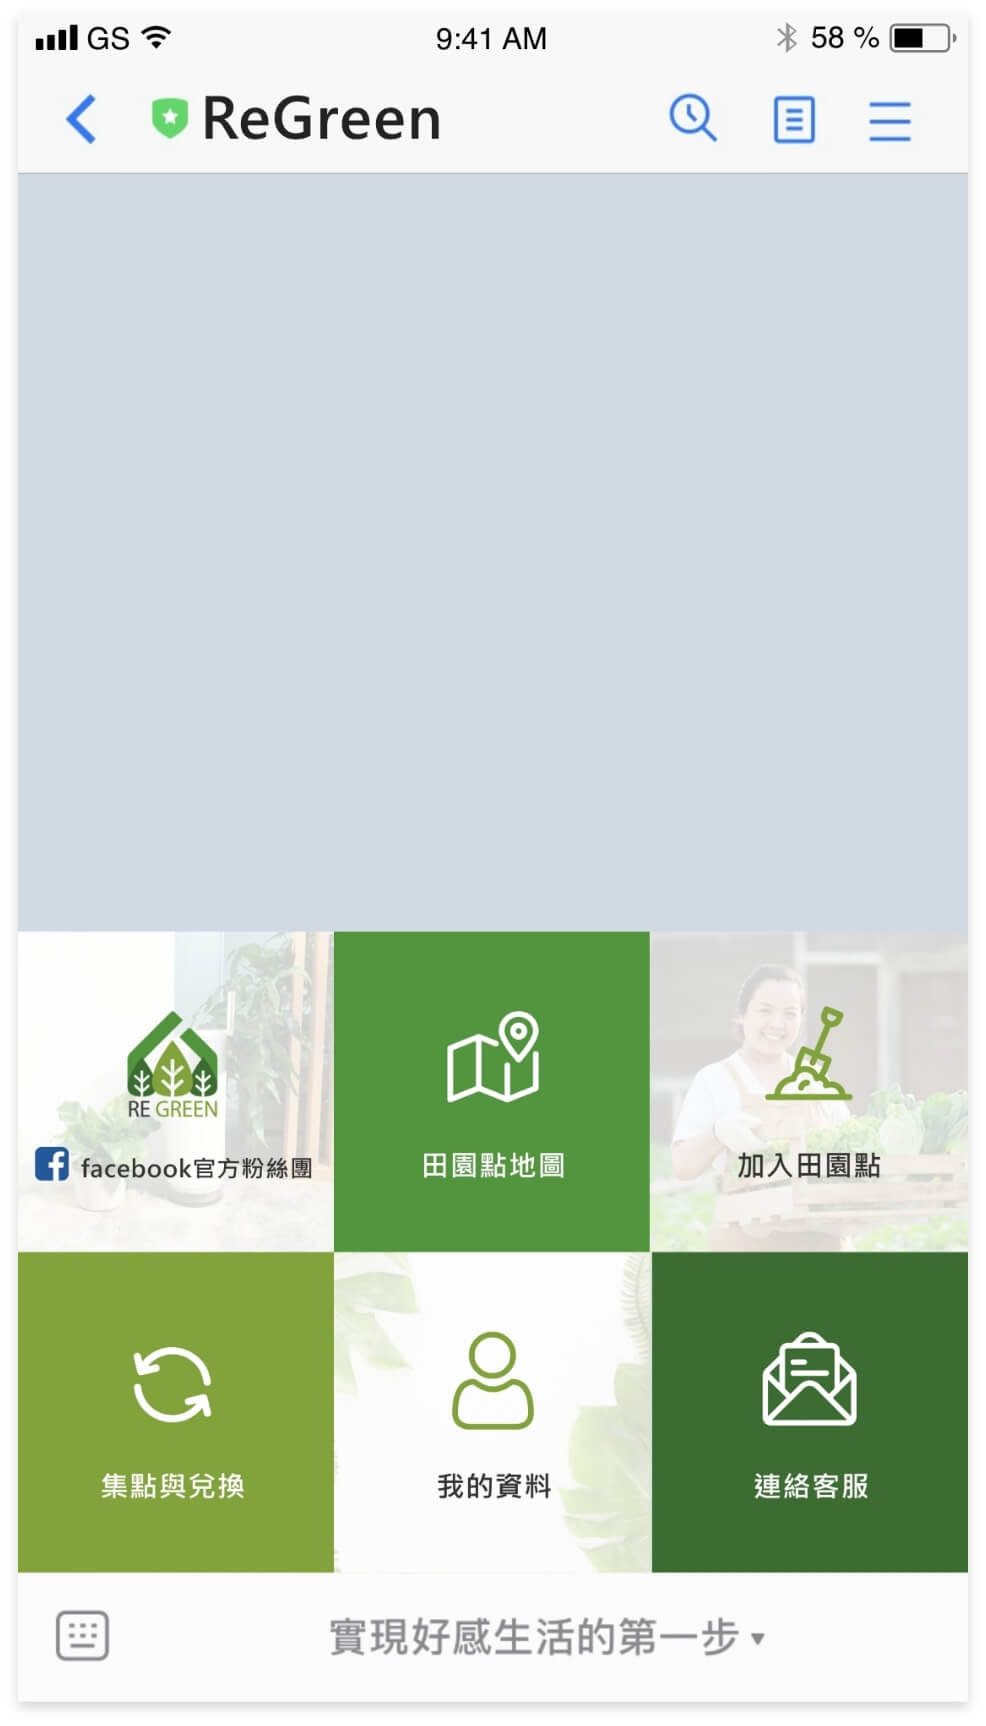 GS 9:41 AM 58 %
ReGreen
RE GREEN
facebook官方粉絲團
田園點地圖
加入田園點
集點與兌換
我的資料
連絡客服
實現好感生活的第一步 ▾